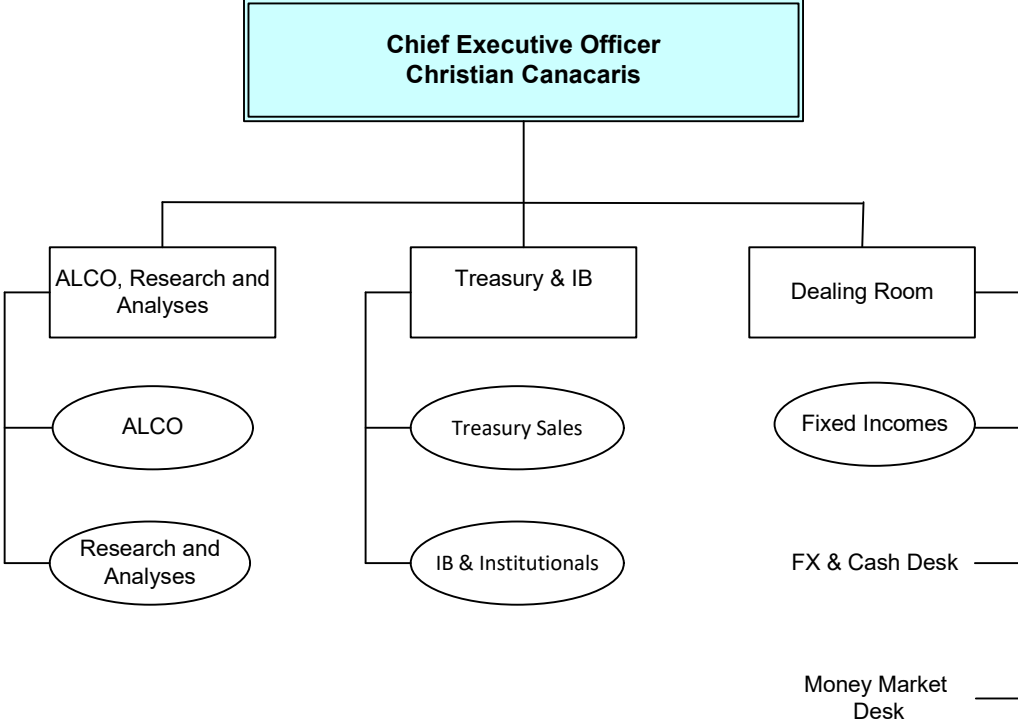 Chief Executive Officer
Christian Canacaris
ALCO, Research and
Analyses
Treasury & IB
Dealing Room
ALCO
Treasury Sales
Fixed Incomes
Research and
Analyses
IB & Institutionals
FX & Cash Desk
Money Market
Desk